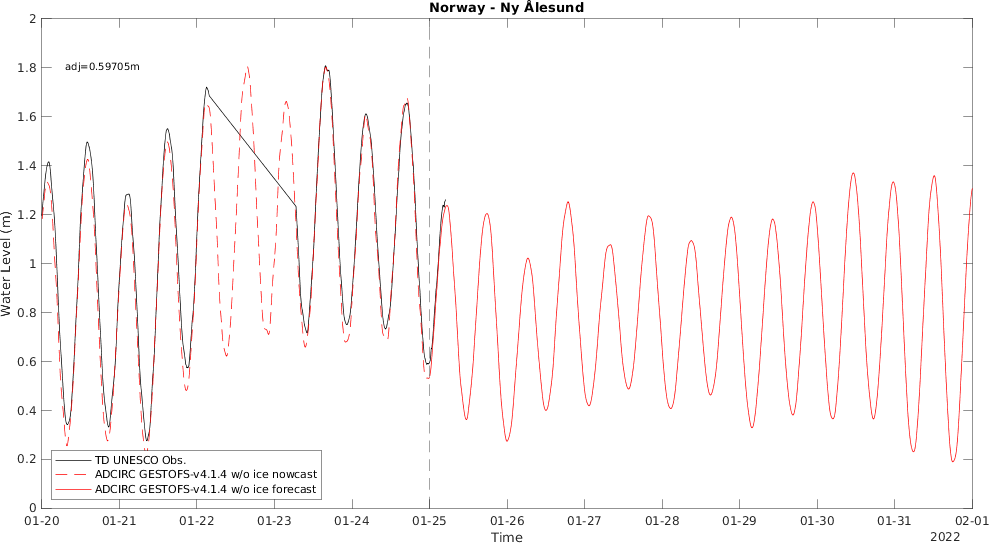 Norway - Ny Ålesund
adj=0.59705m
Water Level (m)
2
1.8
1.6
1.4
1.2
1
0.8
0.6
0.4
0.2
0
TD UNESCO Obs.
ADCIRC GESTOFS-v4.1.4 w/o ice nowcast
ADCIRC GESTOFS-v4.1.4 w/o ice forecast
01-20 01-21 01-22 01-23 01-24 01-25 01-26 01-27 01-28 01-29 01-30 01-31 02-01
Time
2022